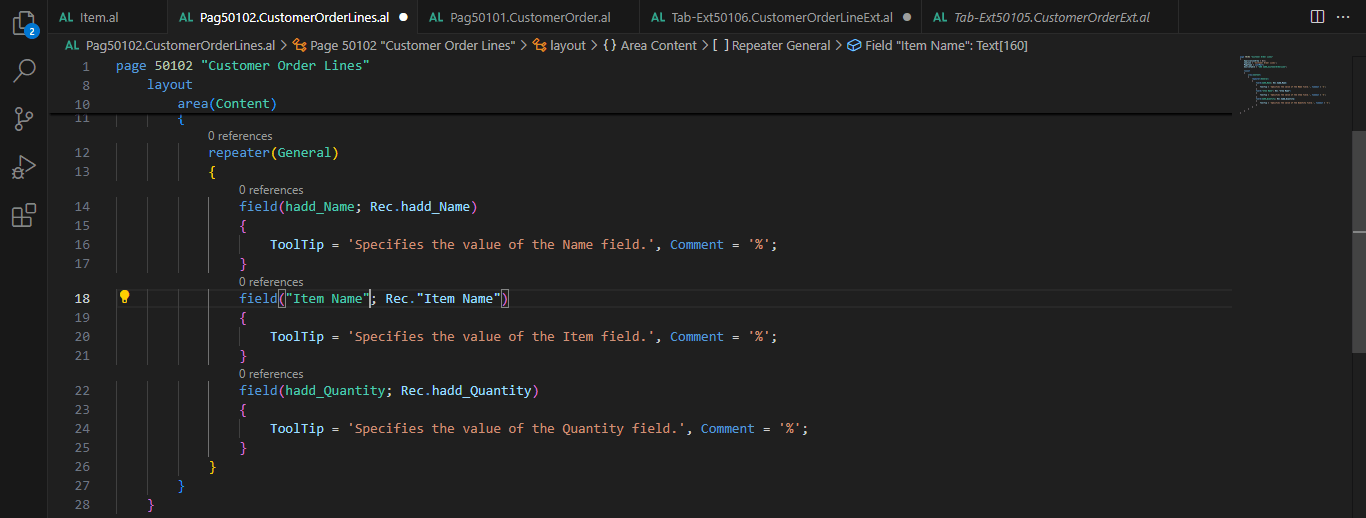 AL Item.al AL Pag50102.CustomerOrderLines.al AL Pag50101.CustomerOrder.al AL Tab-Ext50106.CustomerOrderLineExt.al AL Tab-Ext50105.CustomerOrderExt.al
2
AL Pag50102.CustomerOrderLines.al > Page 50102 "Customer Order Lines" > layout > {} Area Content > [ ] Repeater General > Field "Item Name": Text[160]
1 page 50102 "Customer Order Lines"
8 layout
10 area(Content)
11 {
0 references
12 repeater(General)
13 {
0 references
14 field(hadd_Name; Rec.hadd_Name)
15 {
16 ToolTip = 'Specifies the value of the Name field.', Comment = '%';
17 }
0 references
18 field("Item Name"; Rec."Item Name")
19 {
20 ToolTip = 'Specifies the value of the Item field.', Comment = '%';
21 }
0 references
22 field(hadd_Quantity; Rec.hadd_Quantity)
23 {
24 ToolTip = 'Specifies the value of the Quantity field.', Comment = '%';
25 }
26 }
27 }
28 }